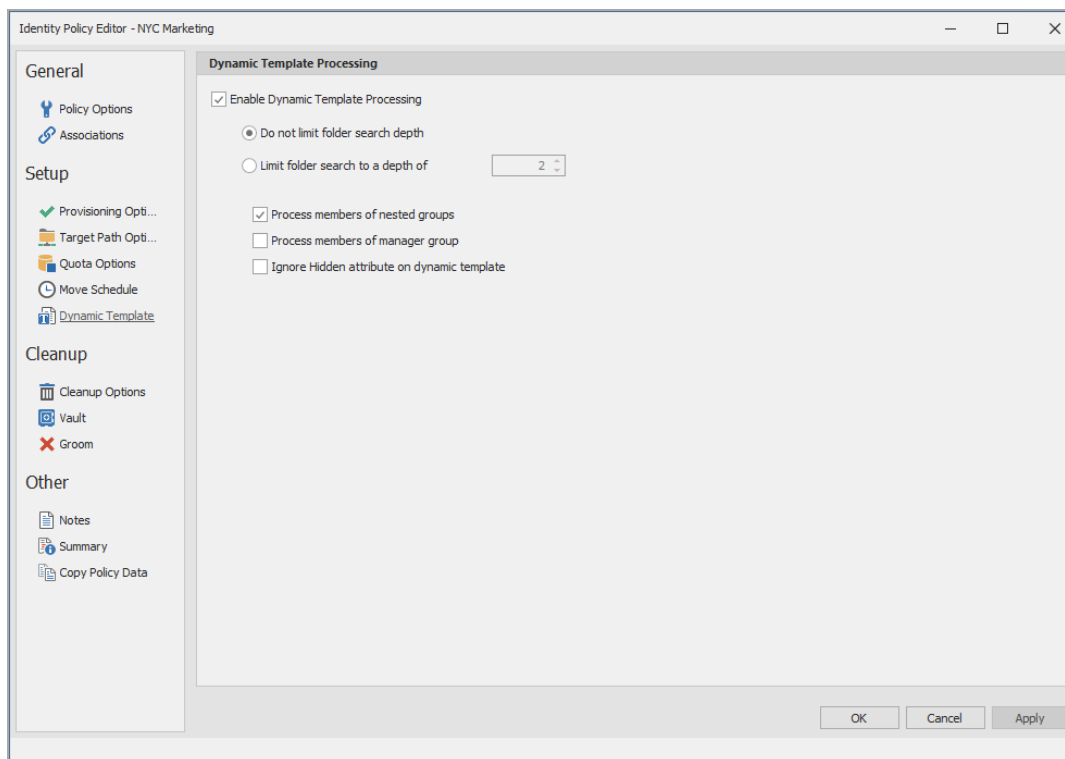 Identity Policy Editor - NYC Marketing
General
Policy Options
Associations
Setup
Provisioning Opti...
Target Path Opti...
Quota Options
Move Schedule
Dynamic Template
Cleanup
Cleanup Options
Vault
Groom
Other
Notes
Summary
Copy Policy Data
Dynamic Template Processing
Enable Dynamic Template Processing
Do not limit folder search depth
Limit folder search to a depth of 2
Process members of nested groups
Process members of manager group
Ignore Hidden attribute on dynamic template
OK Cancel Apply